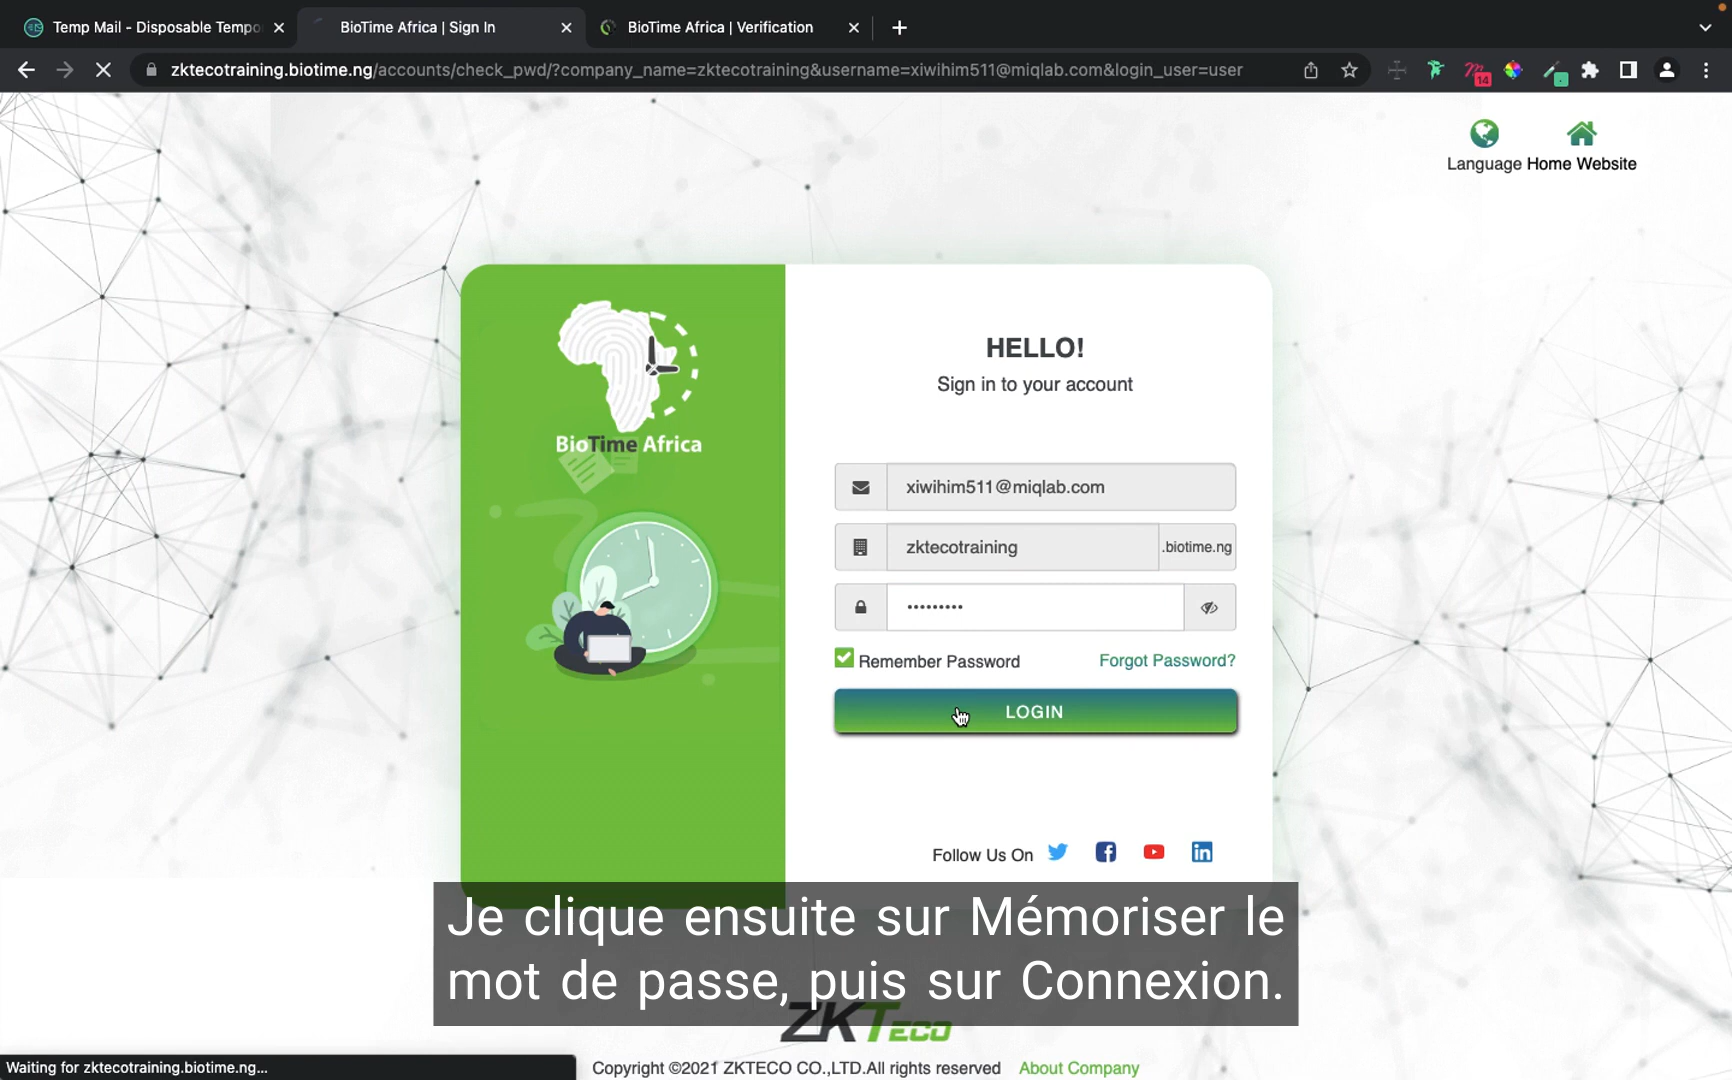 Temp Mail - Disposable Tempo
BioTime Africa | Sign In
BioTime Africa | Verification
zktecotraining.biotime.ng/accounts/check_pwd/?company_name=zktecotraining&username=xiwihim511@miqlab.com&login_user=user
14
Language Home Website
BioTime Africa
HELLO!
Sign in to your account
xiwihim511@miqlab.com
zktecotraining .biotime.ng
•••••••••
Remember Password Forgot Password?
LOGIN
Follow Us On
Je clique ensuite sur Mémoriser le
mot de passe, puis sur Connexion.
ZKTECO
Waiting for zktecotraining.biotime.ng...
Copyright ©2021 ZKTECO CO.,LTD.All rights reserved About Company